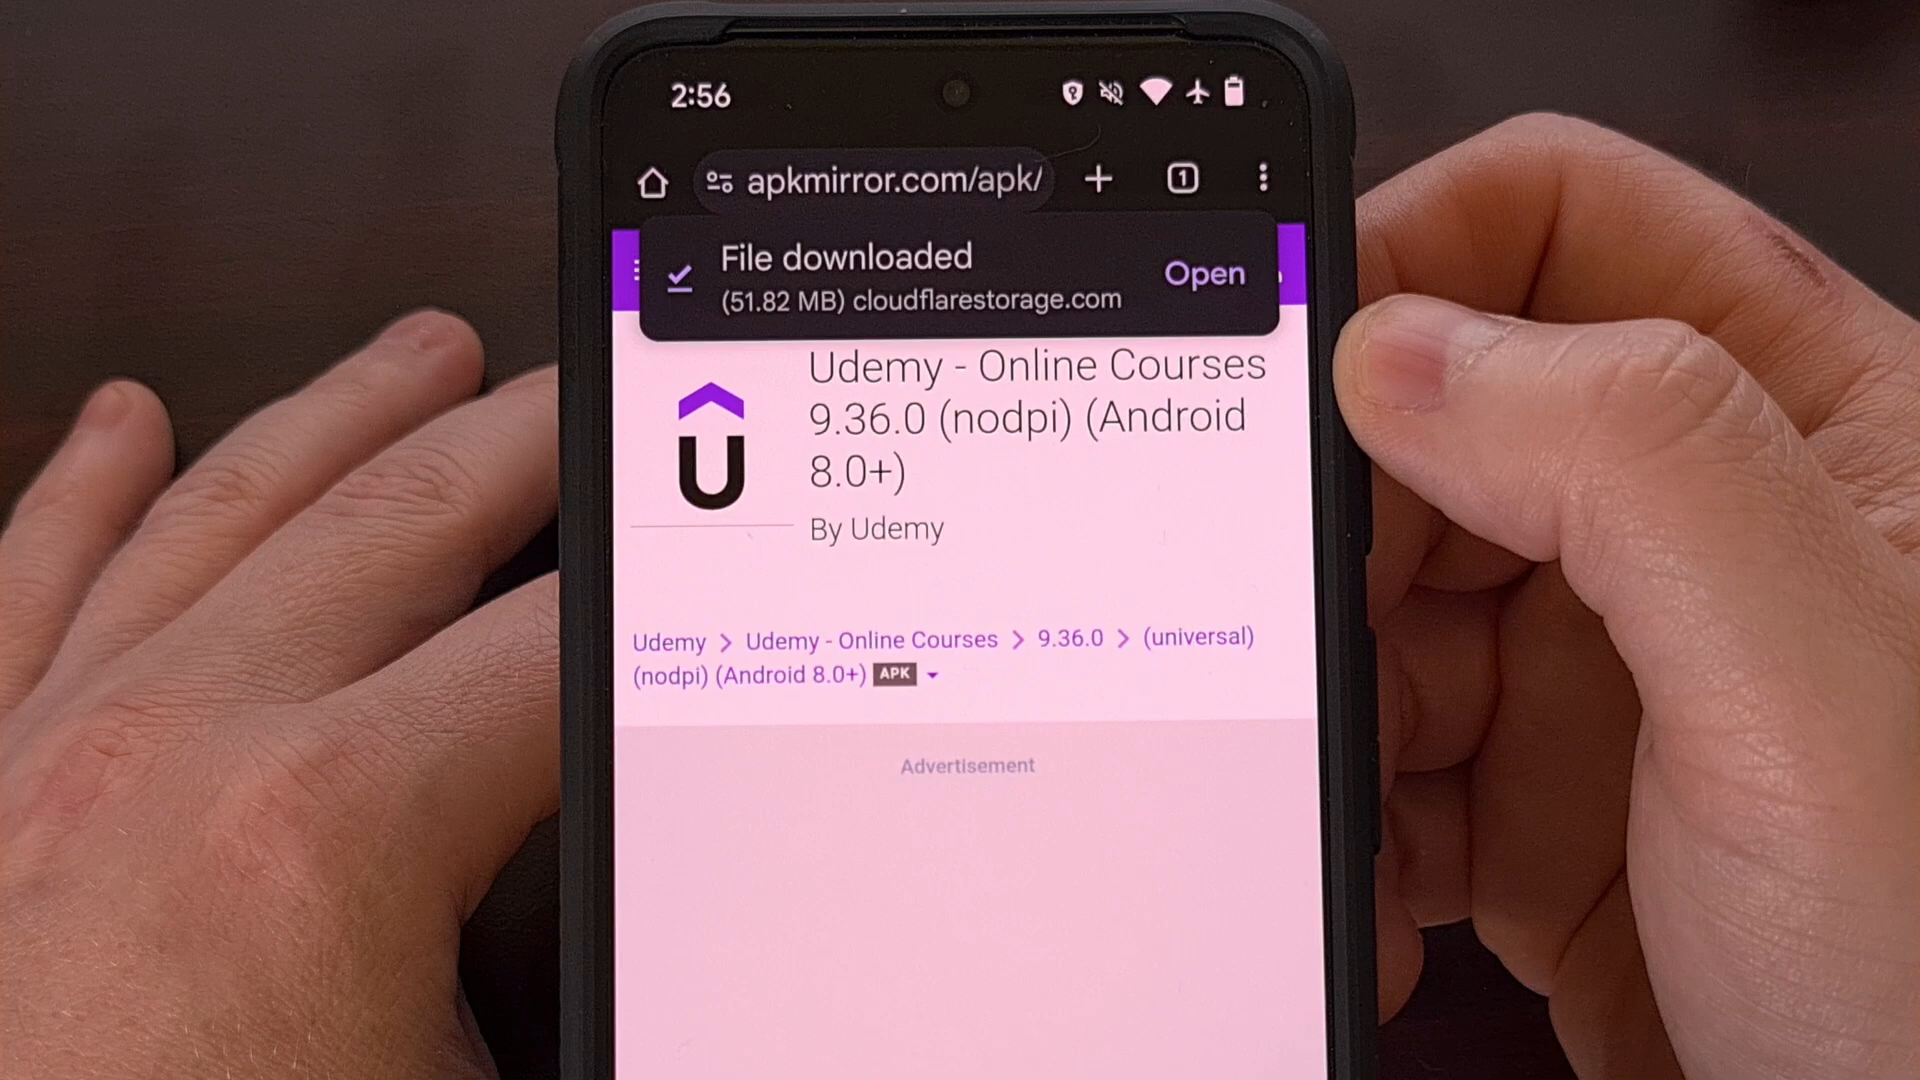 2:56
apkmirror.com/apk/
1
File downloaded
(51.82 MB) cloudflarestorage.com
Open
Udemy - Online Courses
9.36.0 (nodpi) (Android
8.0+)
By Udemy
Udemy > Udemy - Online Courses > 9.36.0 > (universal)
(nodpi) (Android 8.0+) APK
Advertisement